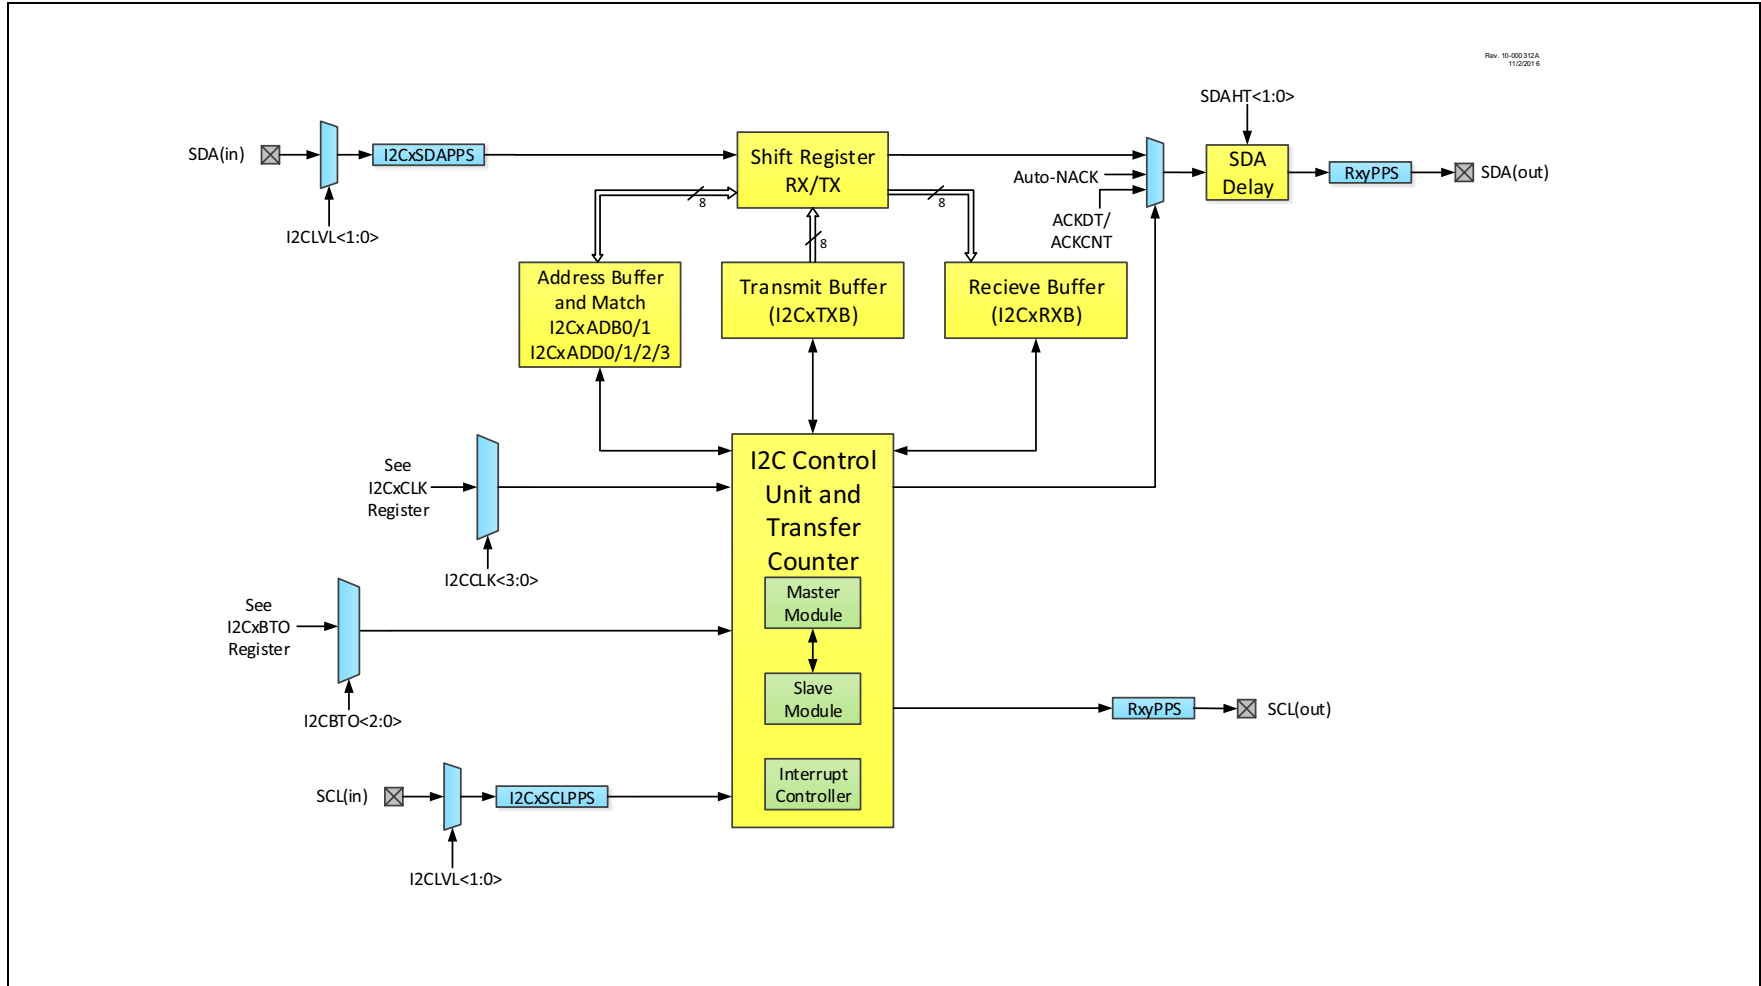 Rev. 10-000312A
11/2/2016
SDAHT<1:0>
SDA(in)
I2CxSDAPPS
Shift Register
RX/TX
SDA
Delay
RxyPPS
SDA(out)
Auto-NACK
8
8
8
ACKDT/
ACKCNT
I2CLVL<1:0>
Address Buffer
and Match
I2CxADB0/1
I2CxADD0/1/2/3
Transmit Buffer
(I2CxTXB)
Recieve Buffer
(I2CxRXB)
I2C Control
Unit and
Transfer
Counter
See
I2CxCLK
Register
I2CCLK<3:0>
Master
Module
See
I2CxBTO
Register
I2CBTO<2:0>
Slave
Module
RxyPPS
SCL(out)
Interrupt
Controller
SCL(in)
I2CxSCLPPS
I2CLVL<1:0>